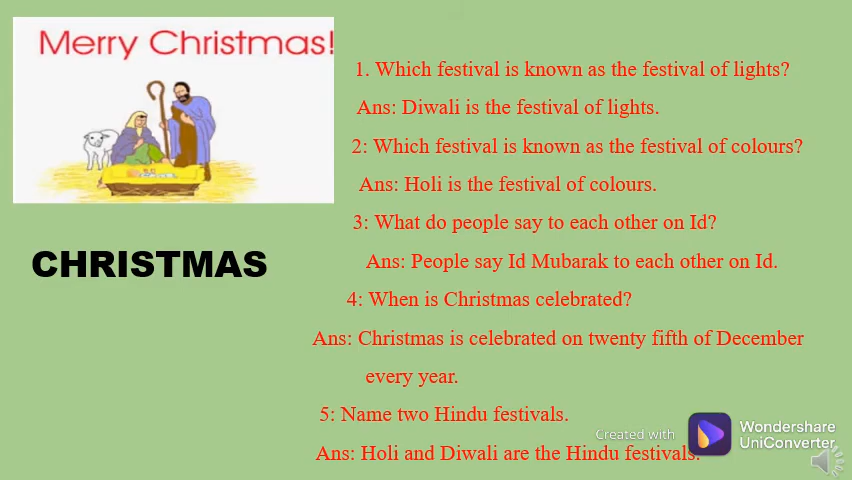 Merry Christmas!
CHRISTMAS
1. Which festival is known as the festival of lights?
Ans: Diwali is the festival of lights.
2: Which festival is known as the festival of colours?
Ans: Holi is the festival of colours.
3: What do people say to each other on Id?
Ans: People say Id Mubarak to each other on Id.
4: When is Christmas celebrated?
Ans: Christmas is celebrated on twenty fifth of December
every year.
5: Name two Hindu festivals.
Ans: Holi and Diwali are the Hindu festivals.
Created with
Wondershare
UniConverter